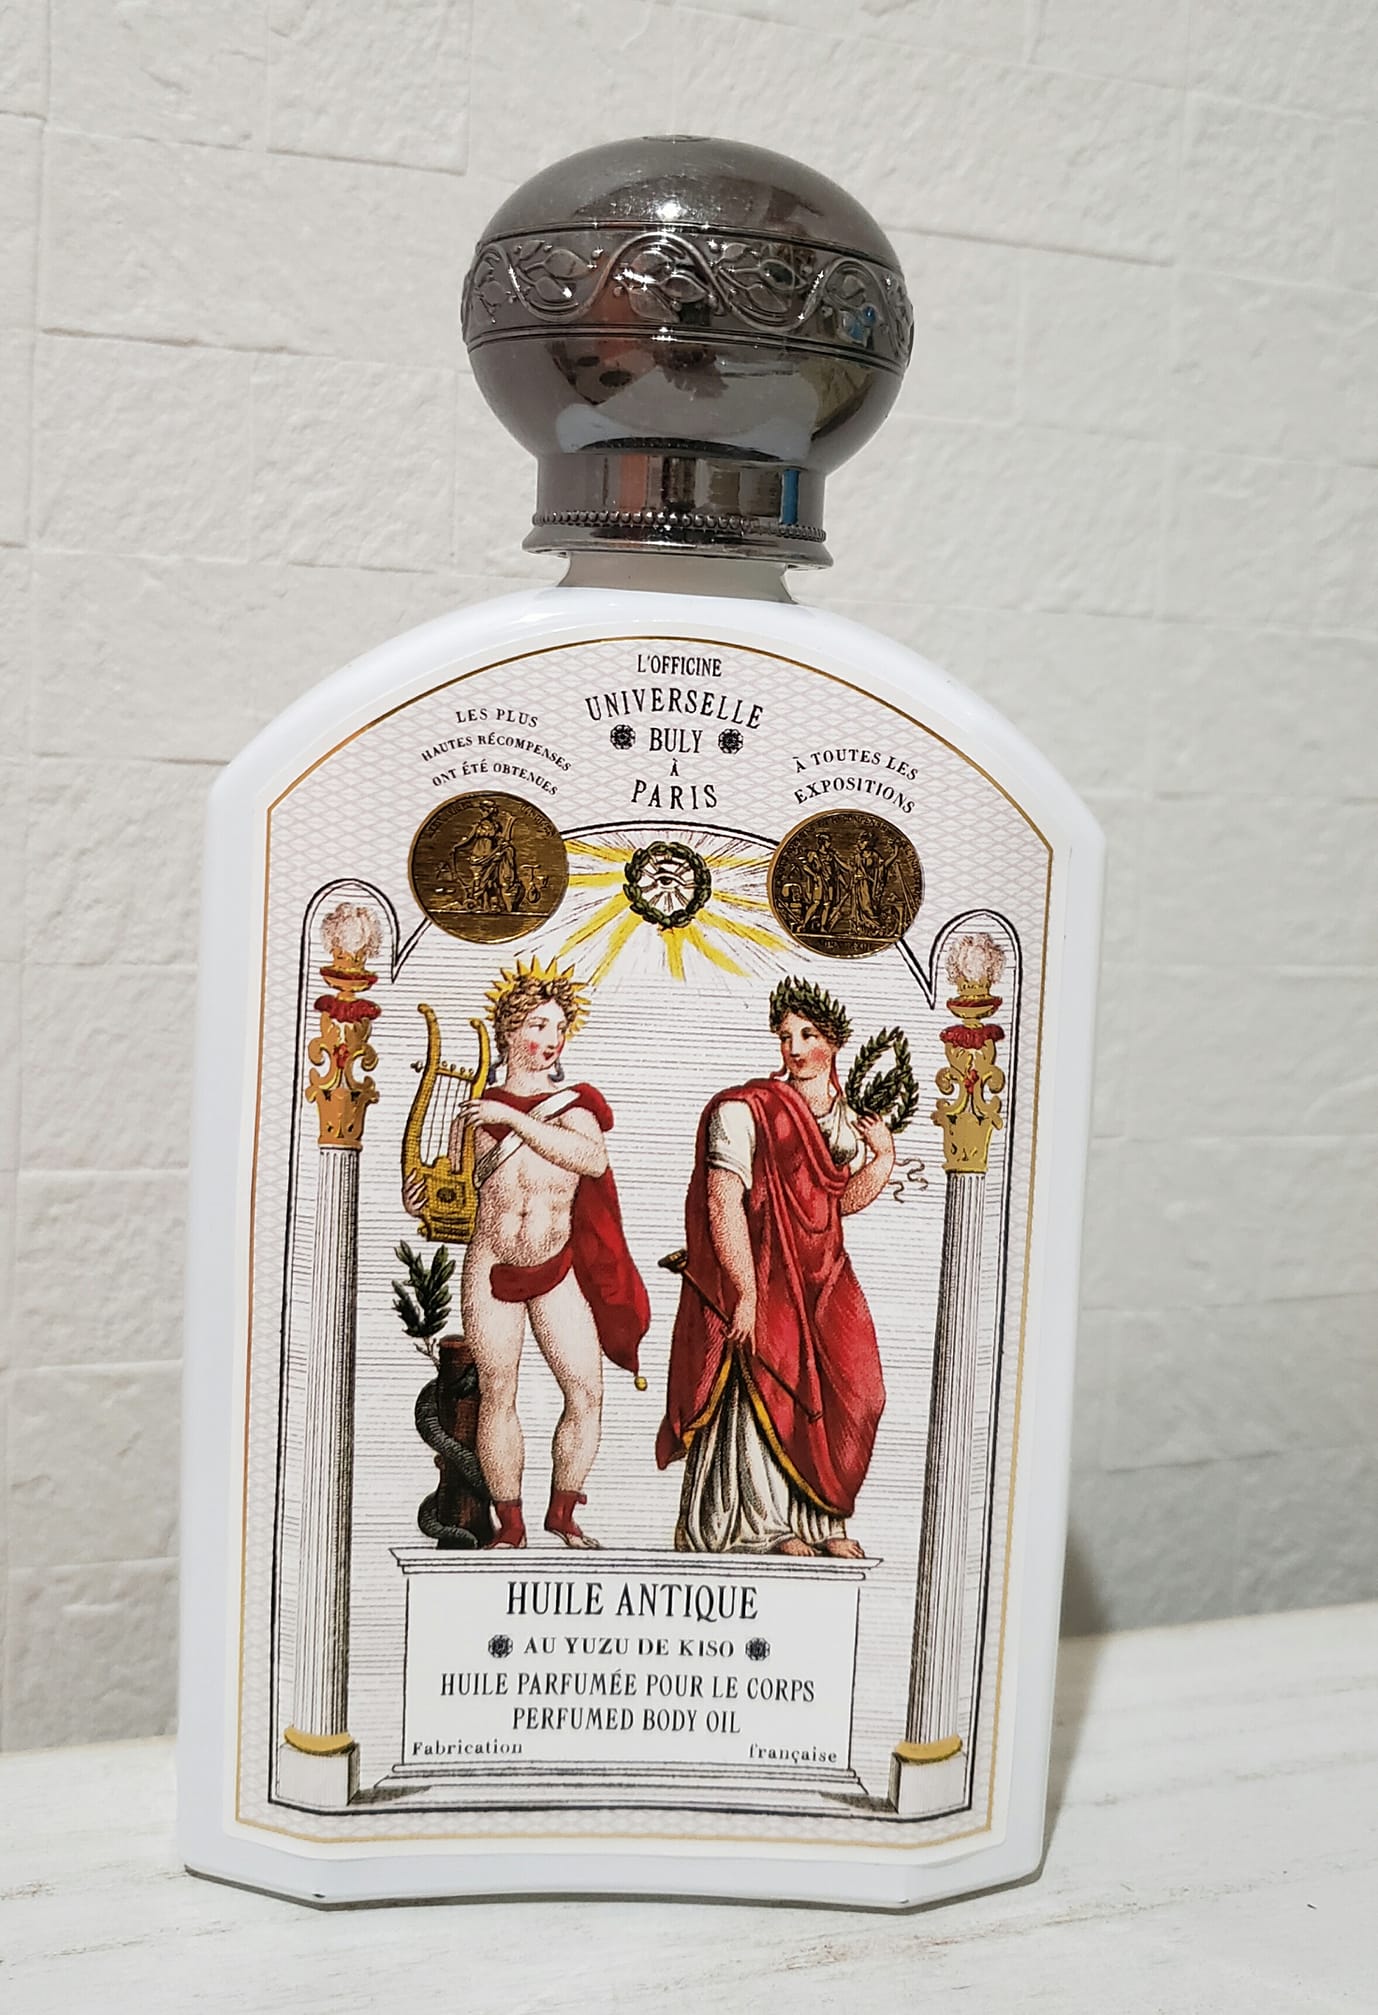 L'OFFICINE
UNIVERSELLE
BULY
À
PARIS
LES PLUS
HAUTES RÉCOMPENSES
ONT ÉTÉ OBTENUES
À TOUTES LES
EXPOSITIONS
HUILE ANTIQUE
AU YUZU DE KISO
HUILE PARFUMÉE POUR LE CORPS
PERFUMED BODY OIL
Fabrication française